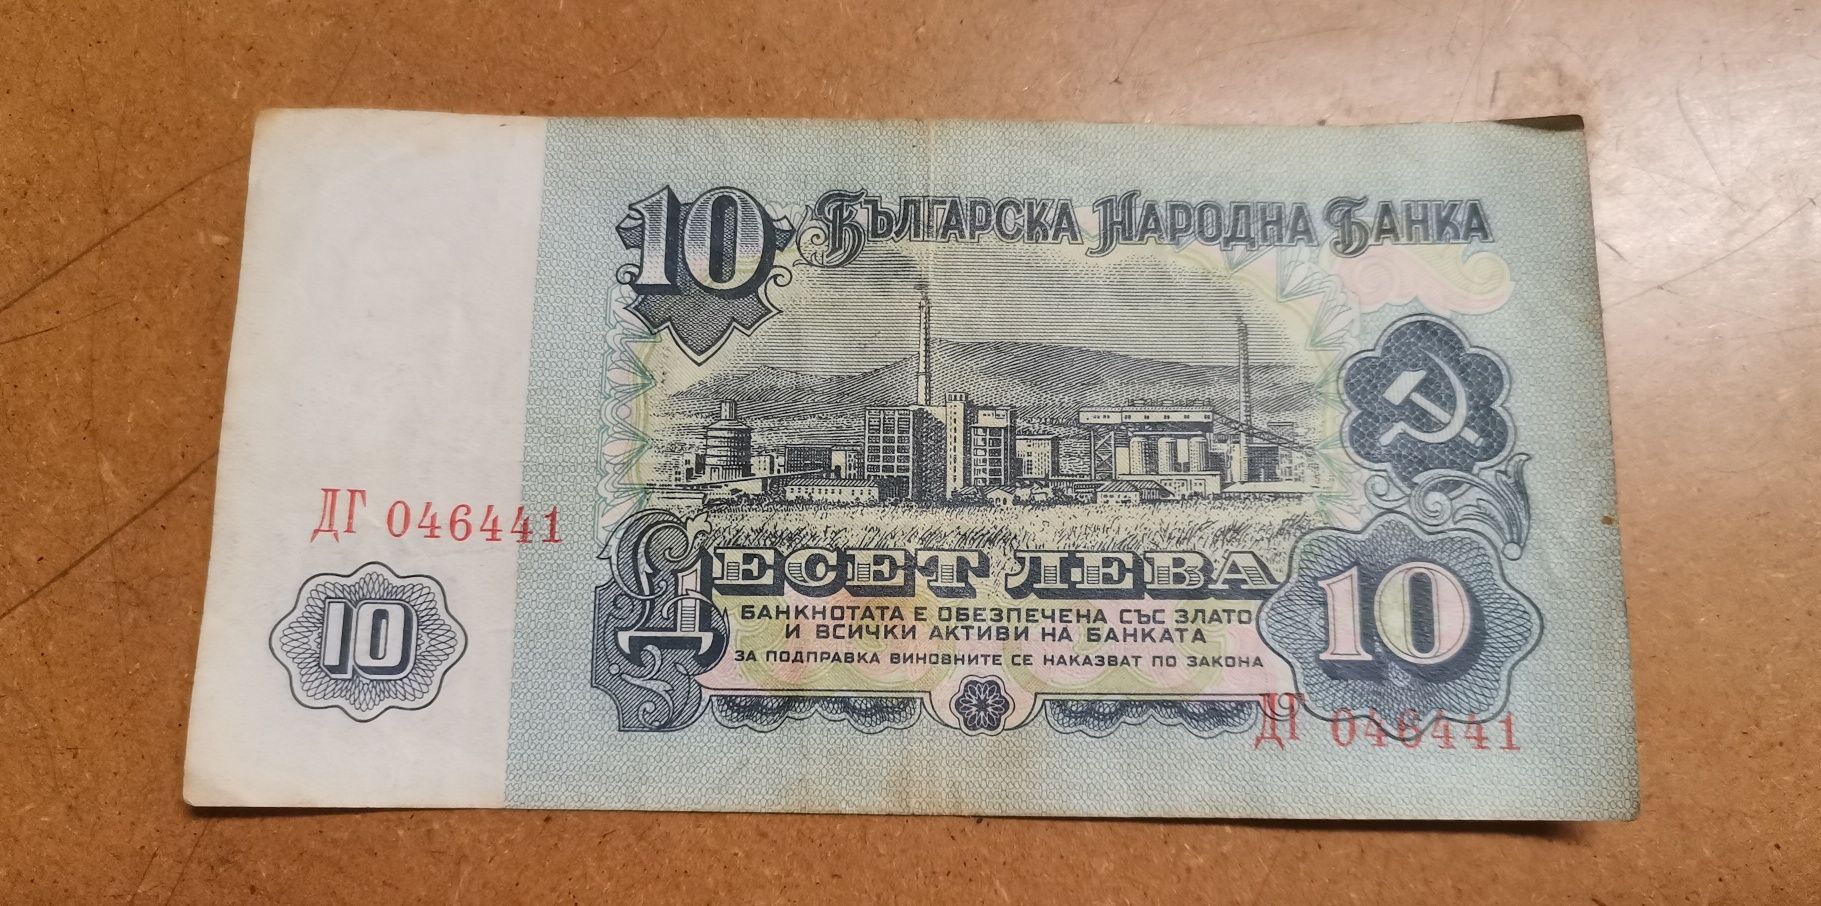 10 БЪЛГАРСКА НАРОДНА БАНКА
ДГ 046441
10
ДЕСЕТ ЛЕВА
БАНКНОТАТА Е ОБЕЗПЕЧЕНА СЪС ЗЛАТО
И ВСИЧКИ АКТИВИ НА БАНКАТА
ЗА ПОДПРАВКА ВИНОВНИТЕ СЕ НАКАЗВАТ ПО ЗАКОНА
10
ДГ 046441